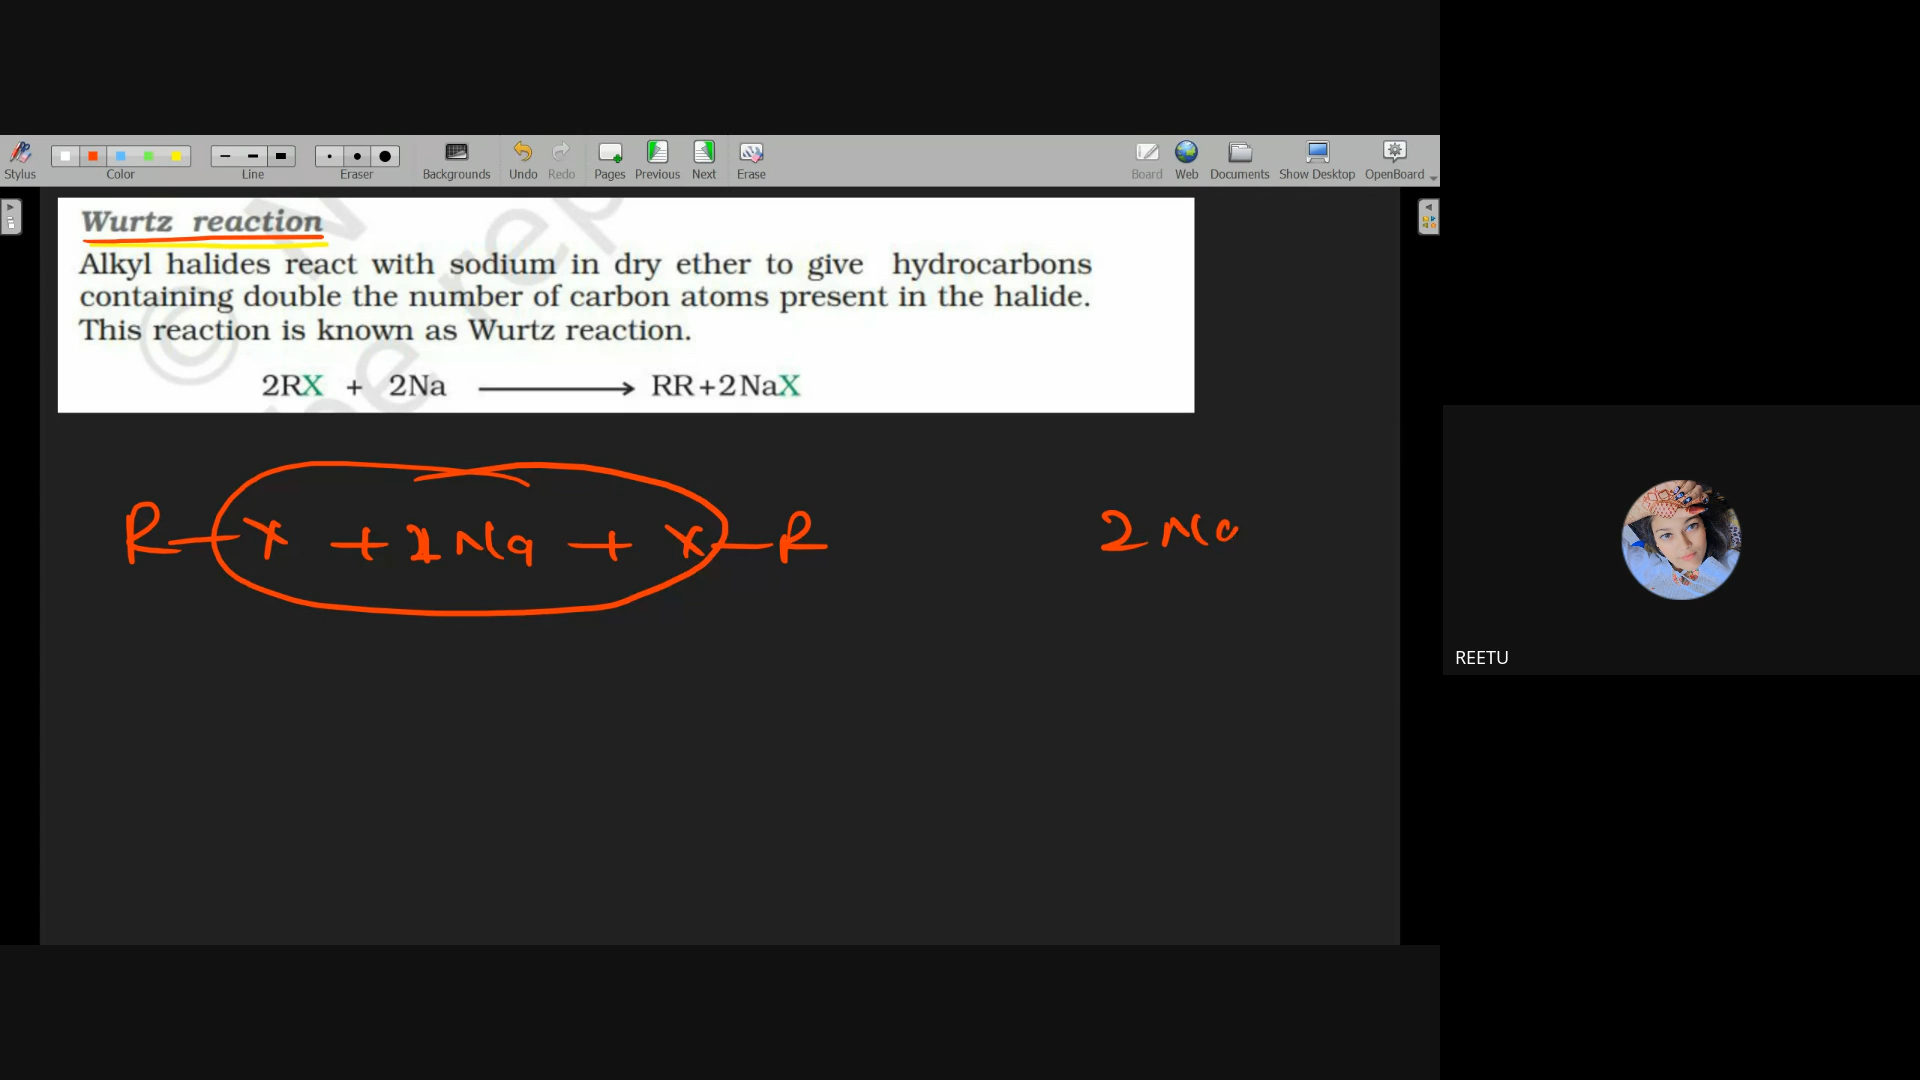 Stylus
Color
Line
Eraser
Backgrounds
Undo Redo
Pages Previous Next
Erase
Board Web Documents Show Desktop OpenBoard
Wurtz reaction
Alkyl halides react with sodium in dry ether to give hydrocarbons
containing double the number of carbon atoms present in the halide.
This reaction is known as Wurtz reaction.
2RX + 2Na ⟶ RR+2NaX
R—X + 2Na + X—R 2Na
REETU